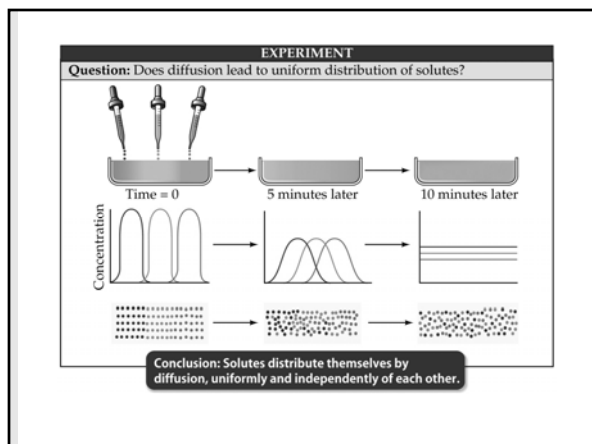 EXPERIMENT
Question: Does diffusion lead to uniform distribution of solutes?
Time = 0
5 minutes later
10 minutes later
Concentration
Conclusion: Solutes distribute themselves by
diffusion, uniformly and independently of each other.